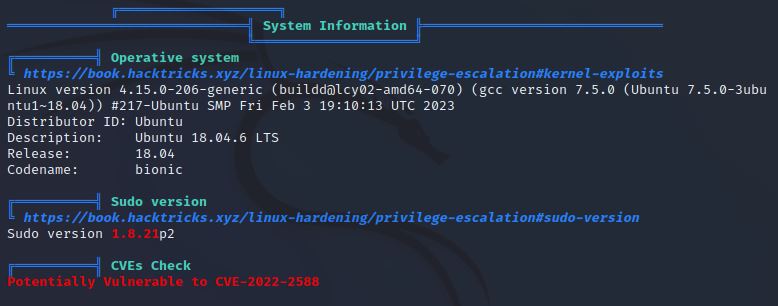 System Information
Operative system
https://book.hacktricks.xyz/linux-hardening/privilege-escalation#kernel-exploits
Linux version 4.15.0-206-generic (buildd@lcy02-amd64-070) (gcc version 7.5.0 (Ubuntu 7.5.0-3ubu
ntu1~18.04)) #217-Ubuntu SMP Fri Feb 3 19:10:13 UTC 2023
Distributor ID: Ubuntu
Description:    Ubuntu 18.04.6 LTS
Release:        18.04
Codename:       bionic
Sudo version
https://book.hacktricks.xyz/linux-hardening/privilege-escalation#sudo-version
Sudo version 1.8.21p2
CVEs Check
Potentially Vulnerable to CVE-2022-2588